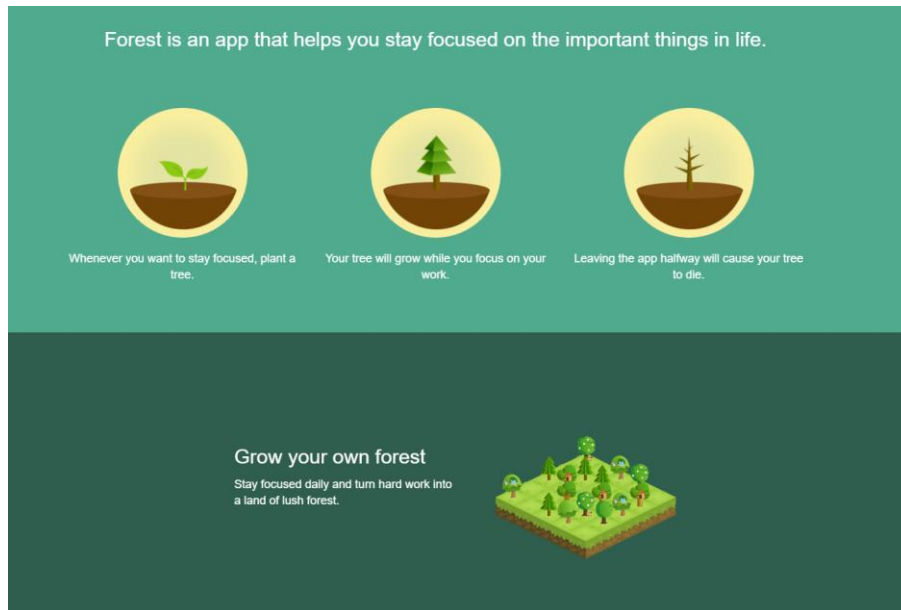 Forest is an app that helps you stay focused on the important things in life.
Whenever you want to stay focused, plant a
tree.
Your tree will grow while you focus on your
work.
Leaving the app halfway will cause your tree
to die.
Grow your own forest
Stay focused daily and turn hard work into
a land of lush forest.